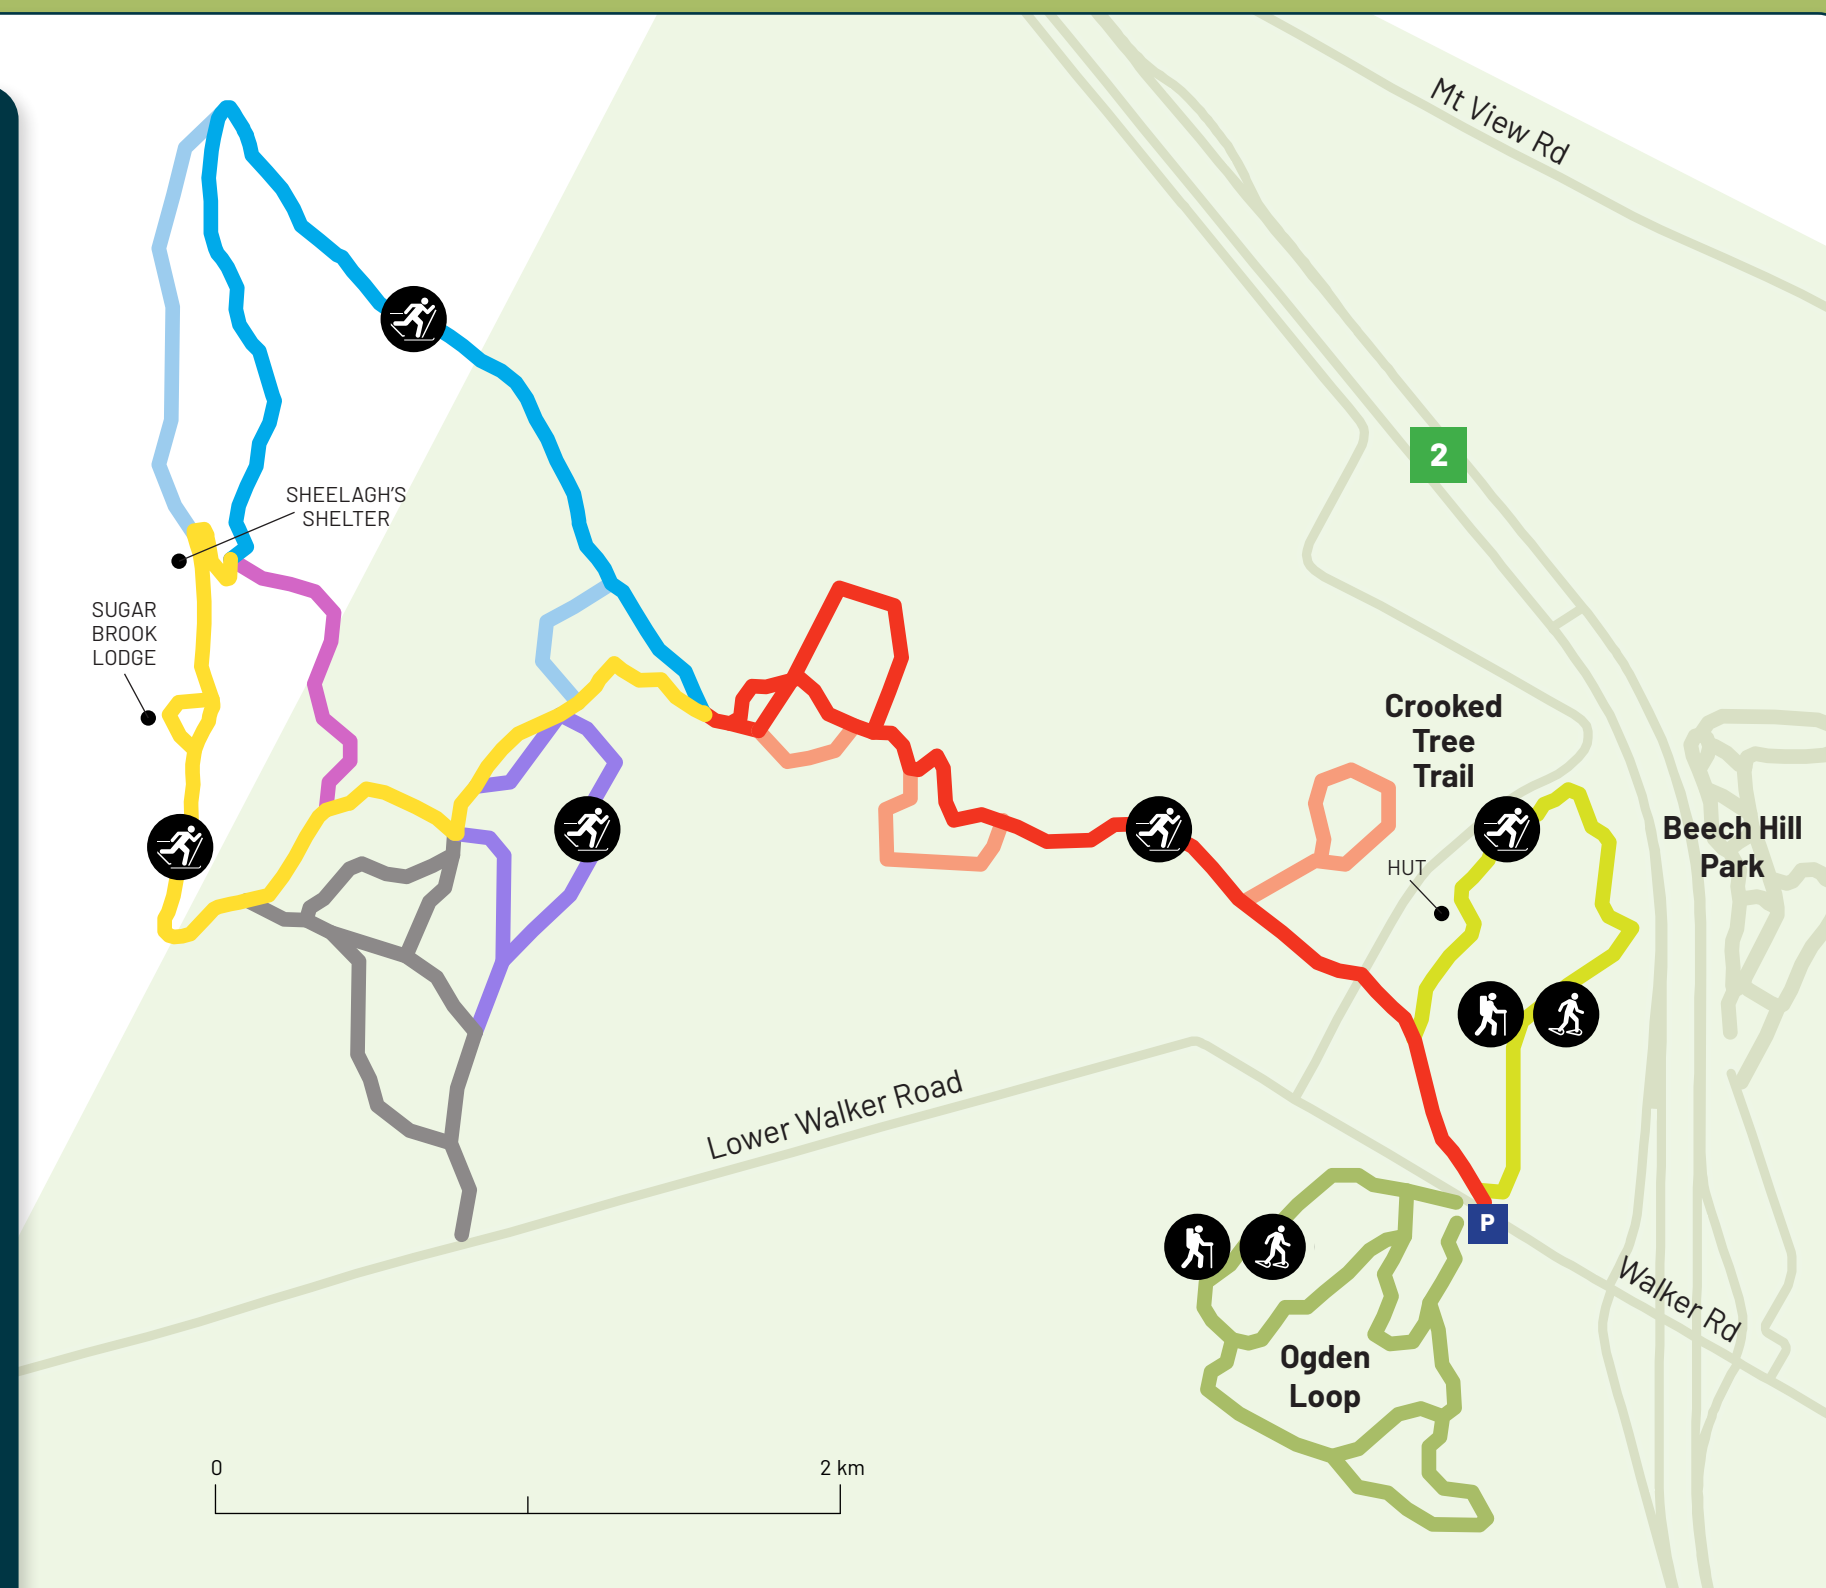 Mt View Rd
2
SHEELAGH'S
SHELTER
SUGAR
BROOK
LODGE
Crooked
Tree
Trail
Beech Hill
Park
HUT
Lower Walker Road
P
Walker Rd
Ogden
Loop
0
2 km